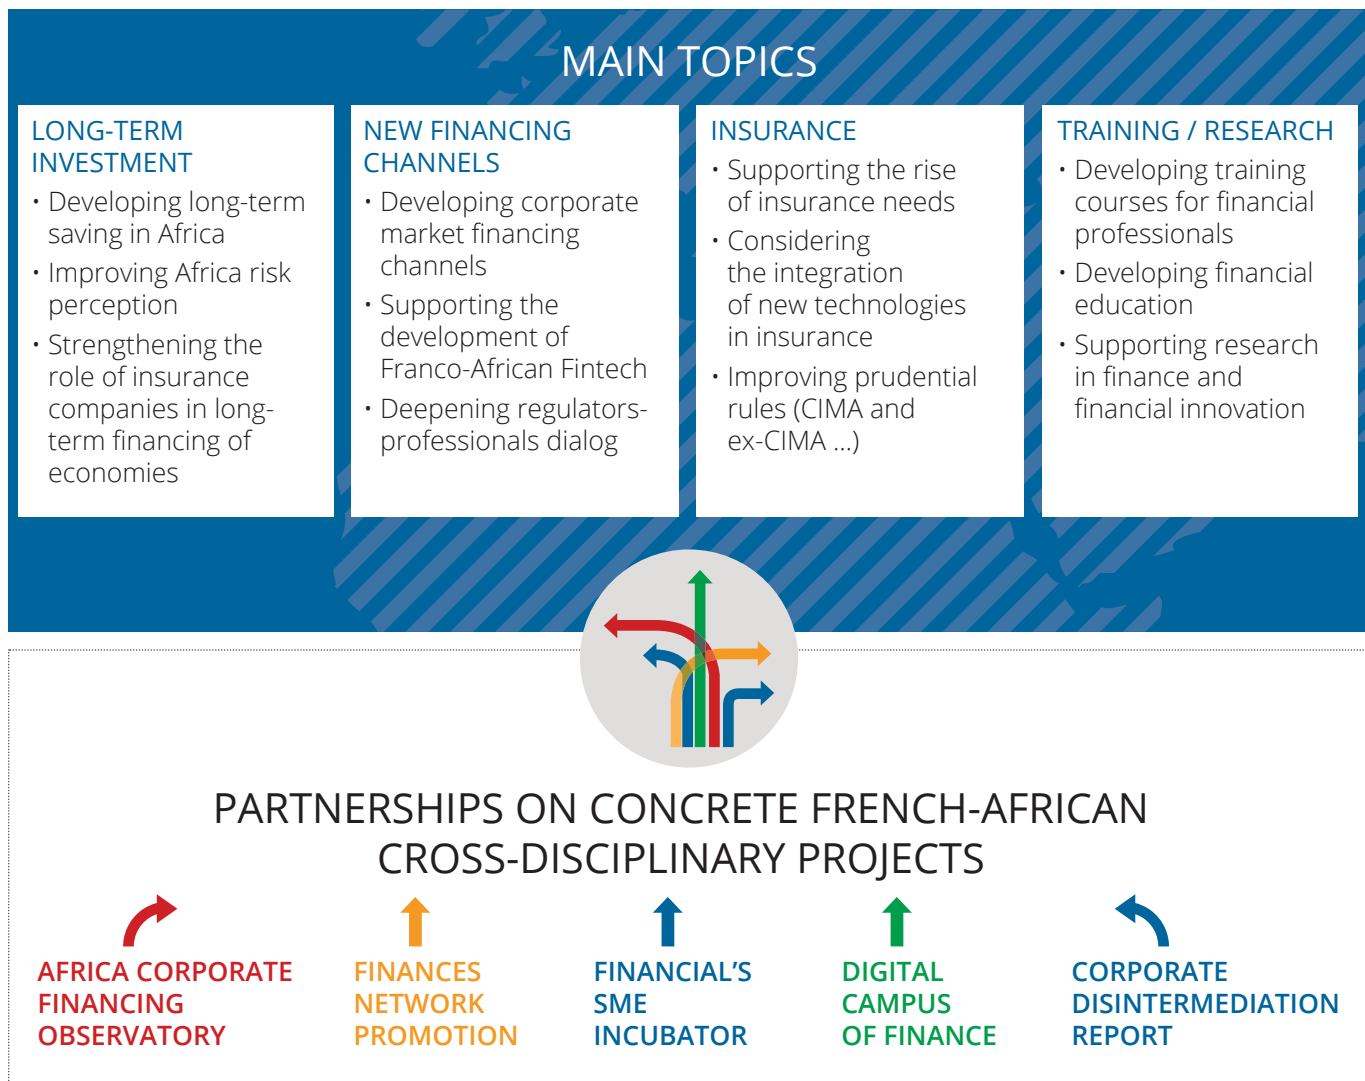 MAIN TOPICS
LONG-TERM
INVESTMENT
• Developing long-term
saving in Africa
• Improving Africa risk
perception
• Strengthening the
role of insurance
companies in long-
term financing of
economies
NEW FINANCING
CHANNELS
• Developing corporate
market financing
channels
• Supporting the
development of
Franco-African Fintech
• Deepening regulators-
professionals dialog
INSURANCE
• Supporting the rise
of insurance needs
• Considering
the integration
of new technologies
in insurance
• Improving prudential
rules (CIMA and
ex-CIMA ...)
TRAINING / RESEARCH
• Developing training
courses for financial
professionals
• Developing financial
education
• Supporting research
in finance and
financial innovation
PARTNERSHIPS ON CONCRETE FRENCH-AFRICAN
CROSS-DISCIPLINARY PROJECTS
AFRICA CORPORATE
FINANCING
OBSERVATORY
FINANCES
NETWORK
PROMOTION
FINANCIAL'S
SME
INCUBATOR
DIGITAL
CAMPUS
OF FINANCE
CORPORATE
DISINTERMEDIATION
REPORT